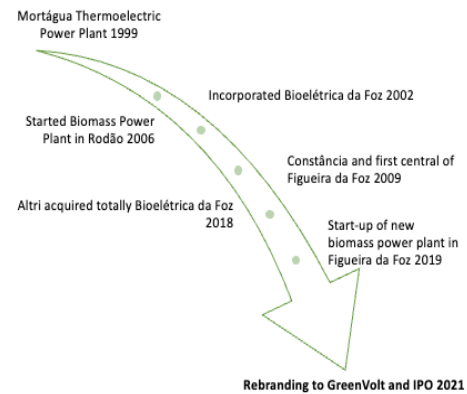 Mortágua Thermoelectric
Power Plant 1999
Incorporated Bioelétrica da Foz 2002
Started Biomass Power
Plant in Rodão 2006
Constância and first central of
Figueira da Foz 2009
Altri acquired totally Bioelétrica da Foz
2018
Start-up of new
biomass power plant in
Figueira da Foz 2019
Rebranding to GreenVolt and IPO 2021